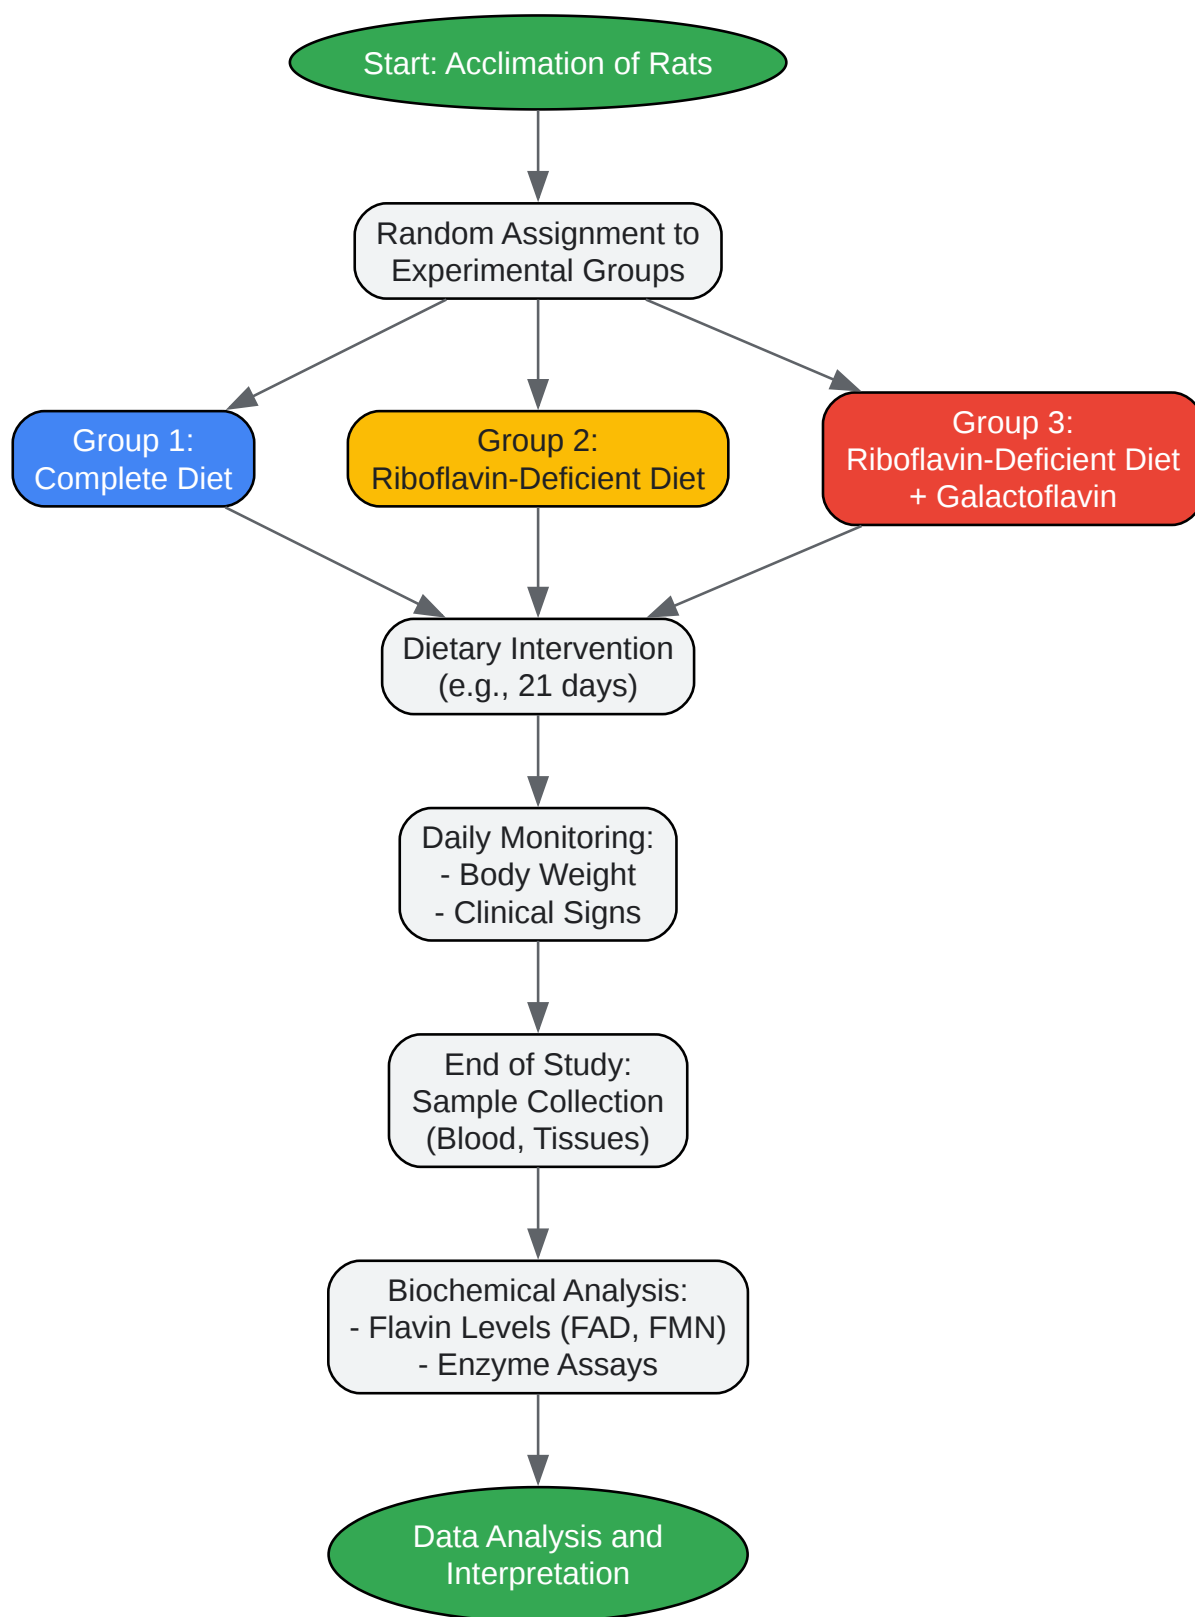 Start: Acclimation of Rats
Random Assignment to
Experimental Groups
Group 1:
Complete Diet
Group 2:
Riboflavin-Deficient Diet
Group 3:
Riboflavin-Deficient Diet
+ Galactoflavin
Dietary Intervention
(e.g., 21 days)
Daily Monitoring:
- Body Weight
- Clinical Signs
End of Study:
Sample Collection
(Blood, Tissues)
Biochemical Analysis:
- Flavin Levels (FAD, FMN)
- Enzyme Assays
Data Analysis and
Interpretation